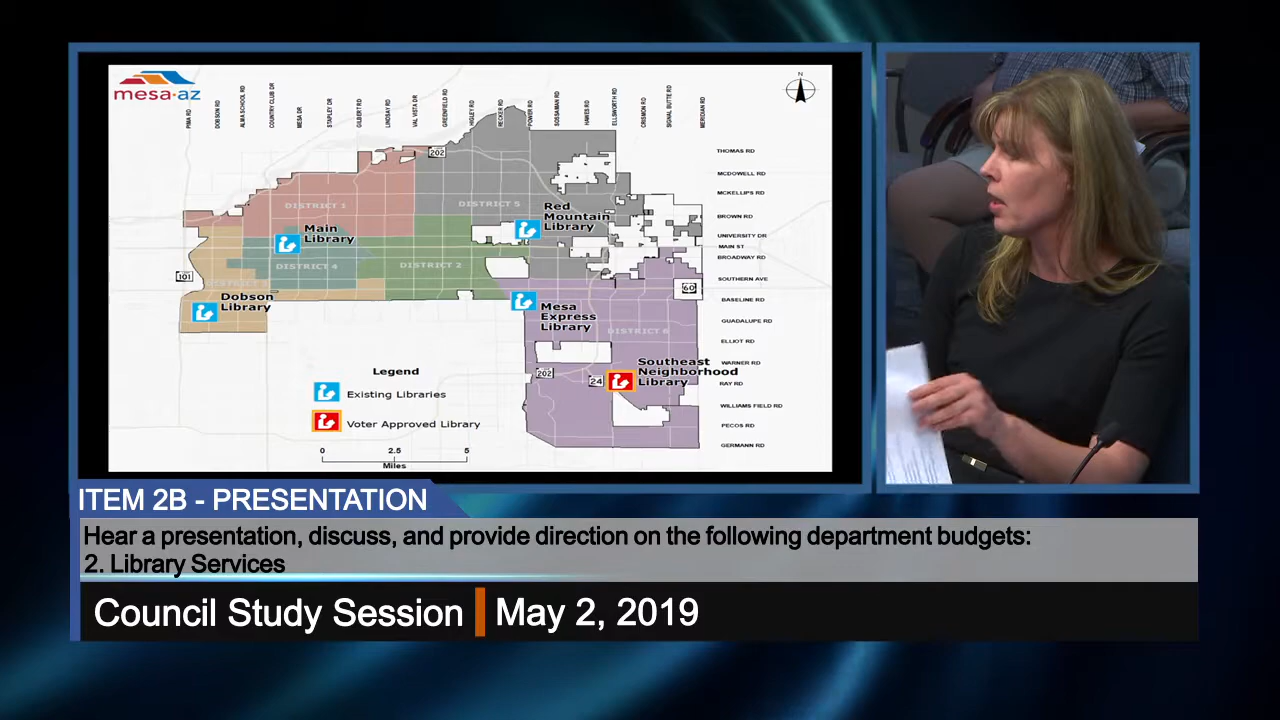 mesa·az
PIMA RD
DOBSON RD
ALMA SCHOOL RD
COUNTRY CLUB DR
MESA DR
STAPLEY DR
GILBERT RD
LINDSAY RD
VAL VISTA DR
GREENFIELD RD
HIGLEY RD
RECKER RD
POWER RD
SOSSAMAN RD
HAWES RD
ELLSWORTH RD
CRISMON RD
SIGNAL BUTTE RD
MERIDIAN RD
N
THOMAS RD
MCDOWELL RD
MCKELLIPS RD
BROWN RD
UNIVERSITY DR
MAIN ST
BROADWAY RD
SOUTHERN AVE
BASELINE RD
GUADALUPE RD
ELLIOT RD
WARNER RD
RAY RD
WILLIAMS FIELD RD
PECOS RD
GERMANN RD
202
DISTRICT 1
DISTRICT 5
Red
Mountain
Library
Main
Library
DISTRICT 4
DISTRICT 2
101
60
Dobson
Library
Mesa
Express
Library
DISTRICT 6
Southeast
Neighborhood
Library
202
24
Legend
Existing Libraries
Voter Approved Library
0 2.5 5
Miles
ITEM 2B - PRESENTATION
Hear a presentation, discuss, and provide direction on the following department budgets:
2. Library Services
Council Study Session
May 2, 2019